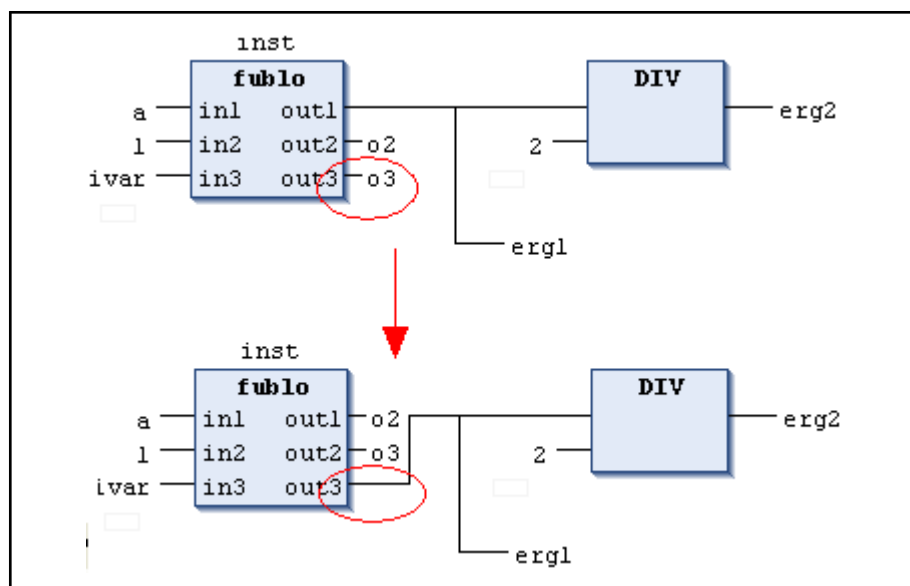 inst
fublo
DIV
a in1 out1
erg2
1 in2 out2 o2
2
ivar in3 out3 o3
erg1
inst
fublo
DIV
a in1 out1 o2
erg2
1 in2 out2 o3
2
ivar in3 out3
erg1